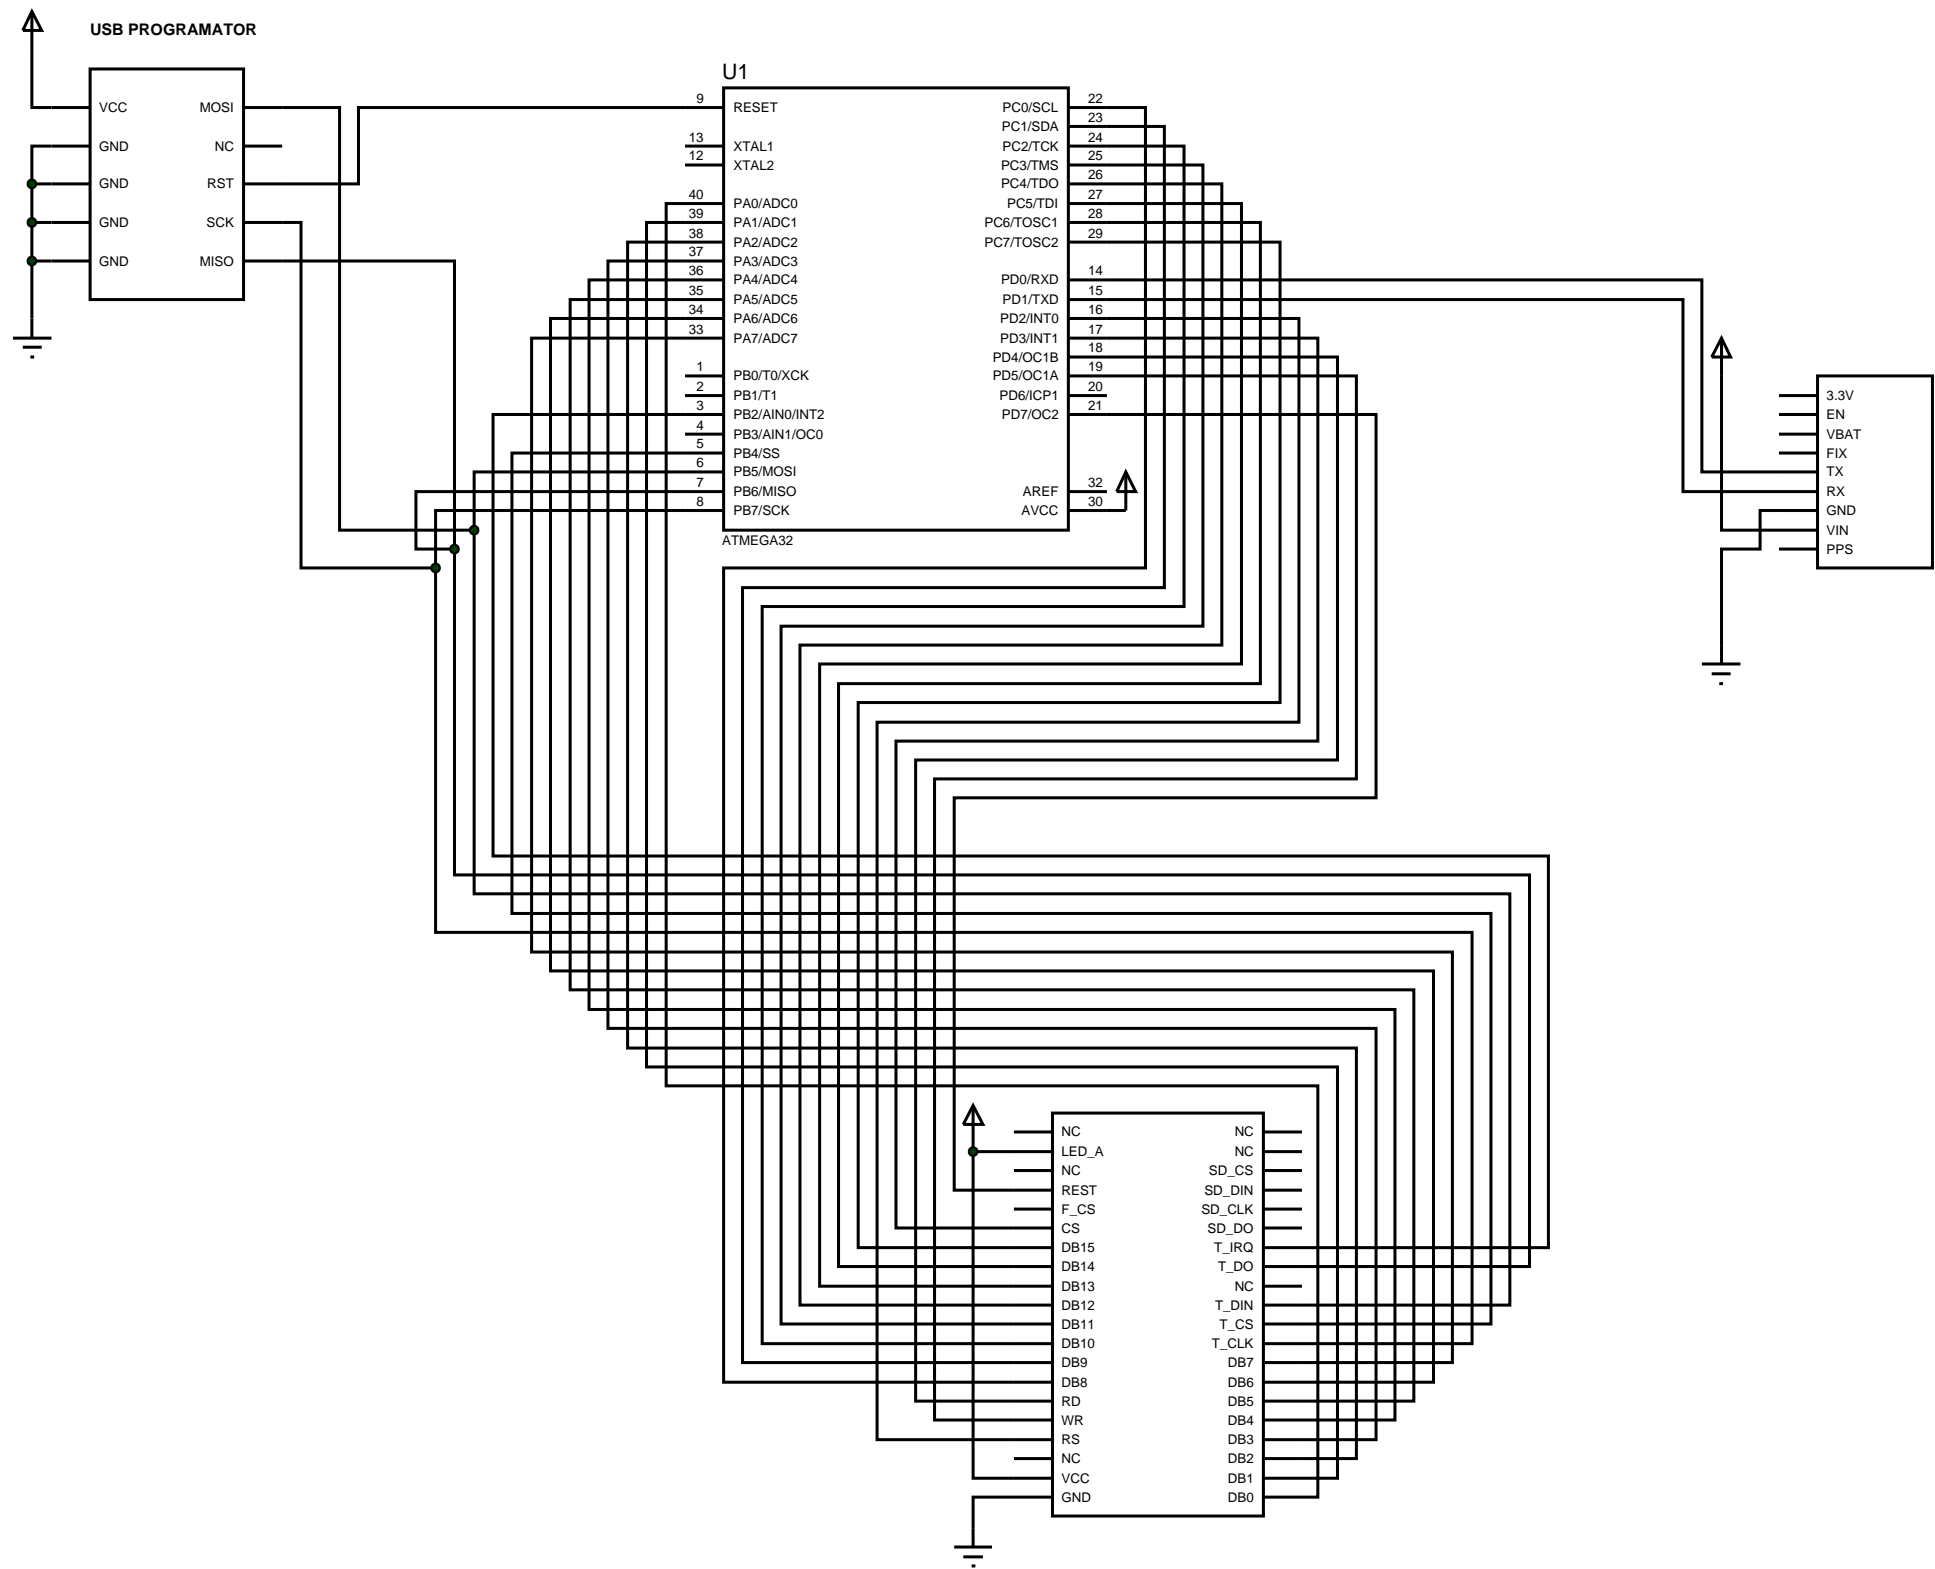 USB PROGRAMATOR
VCC MOSI
GND NC
GND RST
GND SCK
GND MISO
U1
9 RESET PC0/SCL 22
PC1/SDA 23
13 XTAL1 PC2/TCK 24
12 XTAL2 PC3/TMS 25
PC4/TDO 26
40 PA0/ADC0 PC5/TDI 27
39 PA1/ADC1 PC6/TOSC1 28
38 PA2/ADC2 PC7/TOSC2 29
37 PA3/ADC3
36 PA4/ADC4 PD0/RXD 14
35 PA5/ADC5 PD1/TXD 15
34 PA6/ADC6 PD2/INT0 16
33 PA7/ADC7 PD3/INT1 17
PD4/OC1B 18
1 PB0/T0/XCK PD5/OC1A 19
2 PB1/T1 PD6/ICP1 20
3 PB2/AIN0/INT2 PD7/OC2 21
4 PB3/AIN1/OC0
5 PB4/SS
6 PB5/MOSI
7 PB6/MISO AREF 32
8 PB7/SCK AVCC 30
ATMEGA32
3.3V
EN
VBAT
FIX
TX
RX
GND
VIN
PPS
NC NC
LED_A NC
NC SD_CS
REST SD_DIN
F_CS SD_CLK
CS SD_DO
DB15 T_IRQ
DB14 T_DO
DB13 NC
DB12 T_DIN
DB11 T_CS
DB10 T_CLK
DB9 DB7
DB8 DB6
RD DB5
WR DB4
RS DB3
NC DB2
VCC DB1
GND DB0